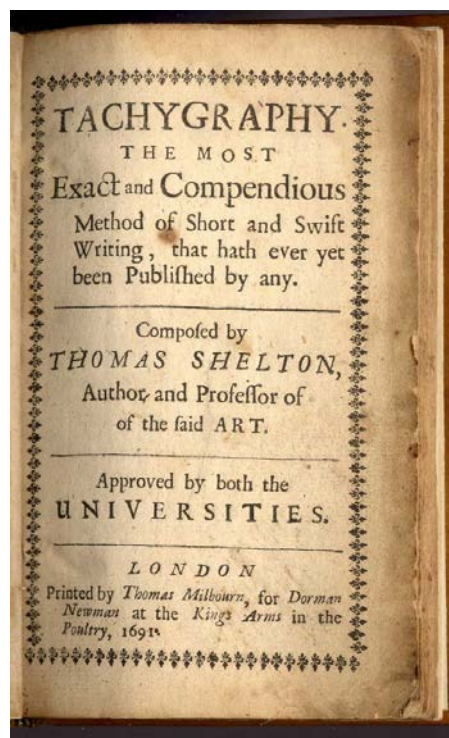 TACHYGRAPHY.
THE MOST
Exact and Compendious
Method of Short and Swift
Writing, that hath ever yet
been Publiſhed by any.
Compoſed by
THOMAS SHELTON,
Author and Profeſſor of
of the ſaid ART.
Approved by both the
UNIVERSITIES.
LONDON
Printed by Thomas Milbourn, for Dorman
Newman at the Kings Arms in the
Poultry, 1691.